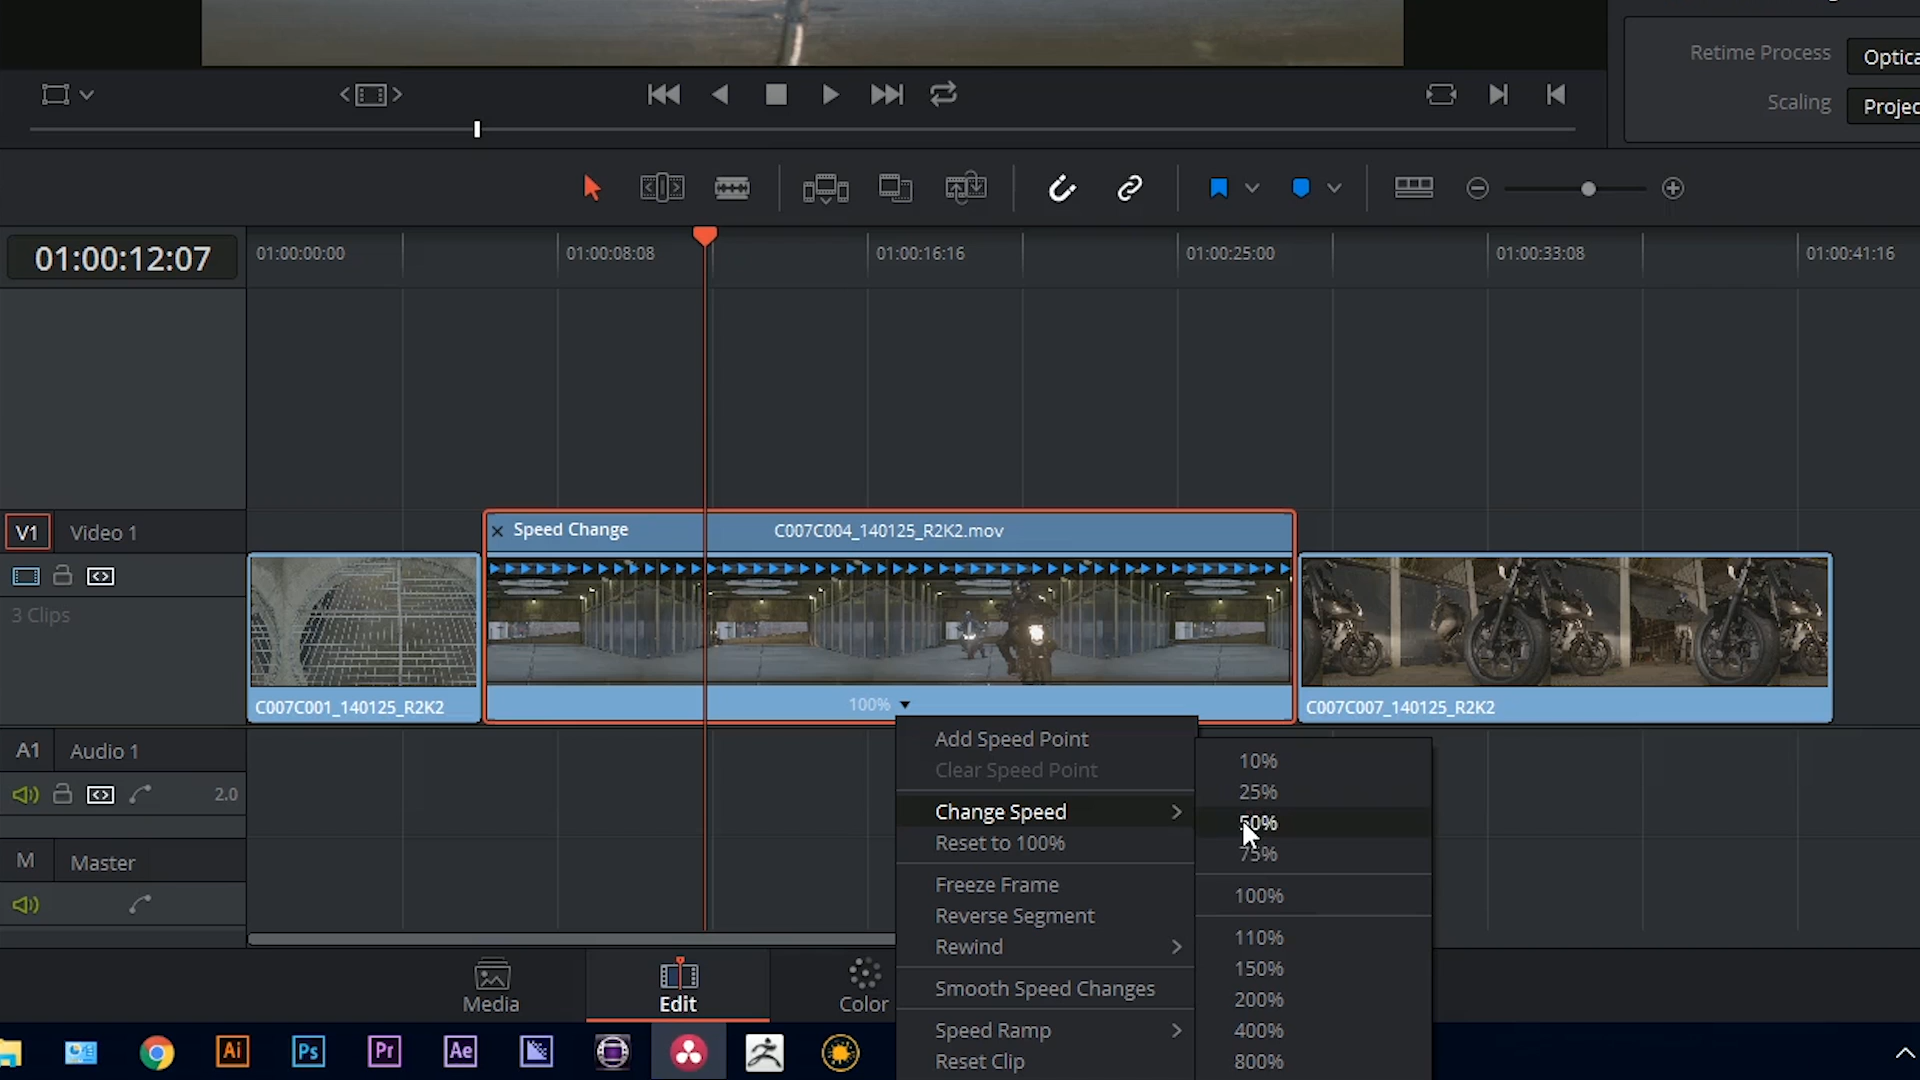 Retime Process
Optica
Scaling
Projec
01:00:12:07
01:00:00:00
01:00:08:08
01:00:16:16
01:00:25:00
01:00:33:08
01:00:41:16
V1
Video 1
3 Clips
Speed Change
C007C004_140125_R2K2.mov
C007C001_140125_R2K2
100%
C007C007_140125_R2K2
A1
Audio 1
2.0
M
Master
Add Speed Point
Clear Speed Point
Change Speed
Reset to 100%
Freeze Frame
Reverse Segment
Rewind
Smooth Speed Changes
Speed Ramp
Reset Clip
10%
25%
50%
75%
100%
110%
150%
200%
400%
800%
Media
Edit
Color
Ai
Ps
Pr
Ae